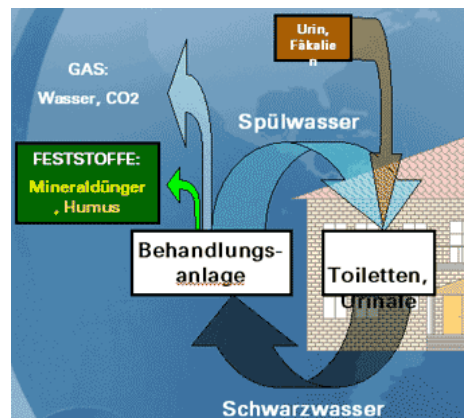 Urin,
Fäkalie
n
GAS:
Wasser, CO2
Spülwasser
FESTSTOFFE:
Mineraldünger
, Humus
Behandlungs-
anlage
Toiletten,
Urinale
Schwarzwasser